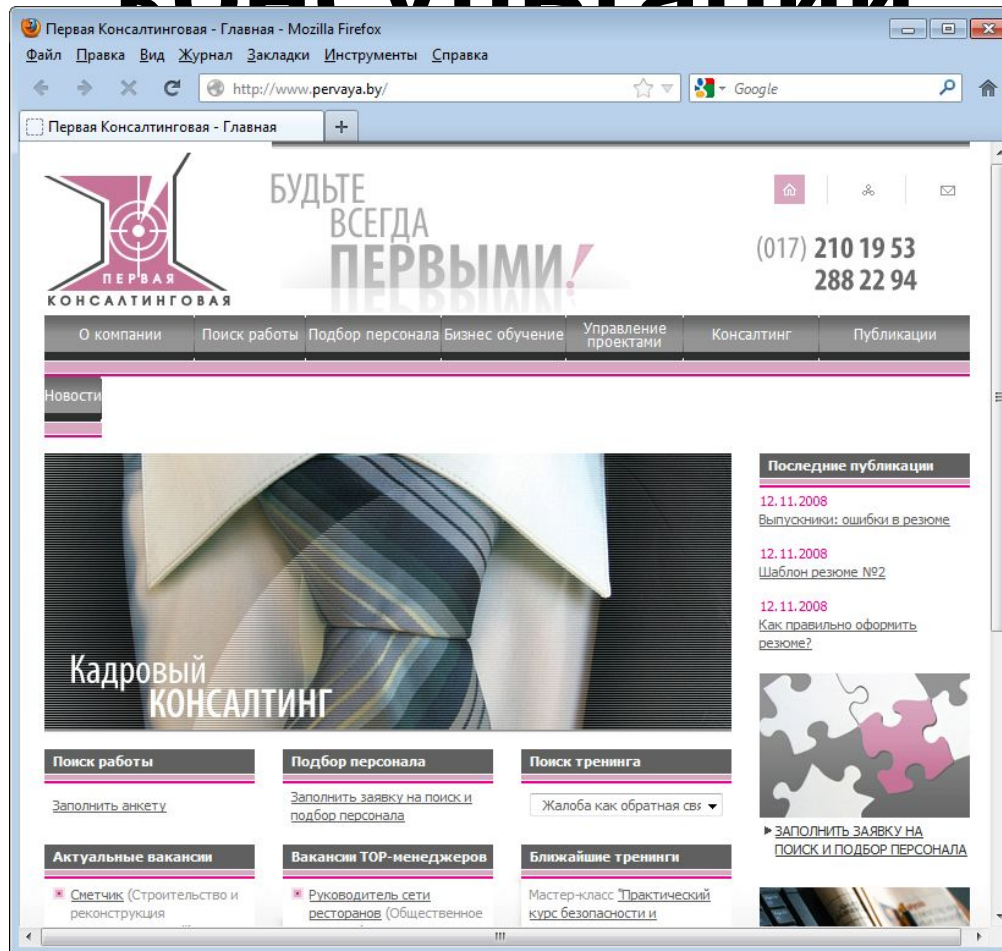 консультаций
Первая Консалтинговая - Главная - Mozilla Firefox
Файл Правка Вид Журнал Закладки Инструменты Справка
http://www.pervaya.by/
Google
Первая Консалтинговая - Главная
ПЕРВАЯ
КОНСАЛТИНГОВАЯ
БУДЬТЕ
ВСЕГДА
ПЕРВЫМИ!
(017) 210 19 53
288 22 94
О компании Поиск работы Подбор персонала Бизнес обучение Управление проектами Консалтинг Публикации
Новости
Кадровый
КОНСАЛТИНГ
Последние публикации
12.11.2008
Выпускники: ошибки в резюме
12.11.2008
Шаблон резюме №2
12.11.2008
Как правильно оформить
резюме?
ЗАПОЛНИТЬ ЗАЯВКУ НА
ПОИСК И ПОДБОР ПЕРСОНАЛА
Поиск работы
Заполнить анкету
Подбор персонала
Заполнить заявку на поиск и
подбор персонала
Поиск тренинга
Жалоба как обратная свя
Актуальные вакансии
Сметчик (Строительство и
реконструкция
Вакансии ТОР-менеджеров
Руководитель сети
ресторанов (Общественное
Ближайшие тренинги
Мастер-класс "Практический
курс безопасности и